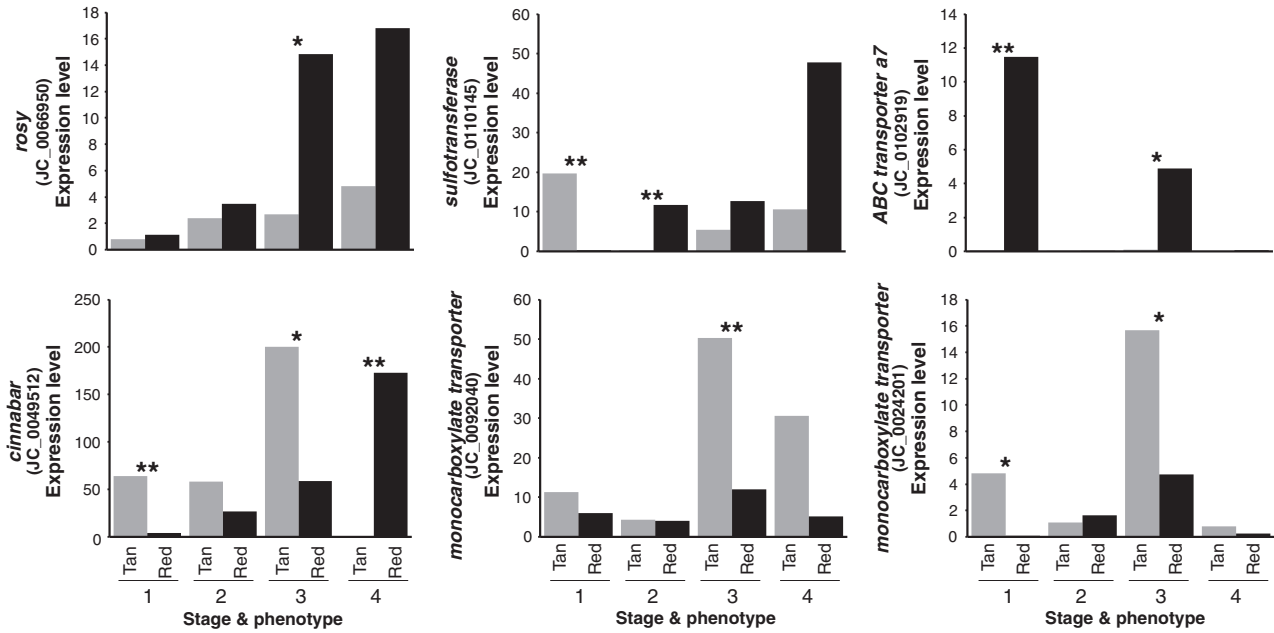 rosy
(JC_0066950)
Expression level
18
16
14
12
10
8
6
4
2
0
*
sulfotransferase
(JC_0110145)
Expression level
60
50
40
30
20
10
0
**
**
ABC transporter a7
(JC_0102919)
Expression level
14
12
10
8
6
4
2
0
**
*
cinnabar
(JC_0049512)
Expression level
250
200
150
100
50
0
**
*
**
Tan Red Tan Red Tan Red Tan Red
1 2 3 4
Stage & phenotype
monocarboxylate transporter
(JC_0092040)
Expression level
60
50
40
30
20
10
0
**
Tan Red Tan Red Tan Red Tan Red
1 2 3 4
Stage & phenotype
monocarboxylate transporter
(JC_0024201)
Expression level
18
16
14
12
10
8
6
4
2
0
*
*
Tan Red Tan Red Tan Red Tan Red
1 2 3 4
Stage & phenotype